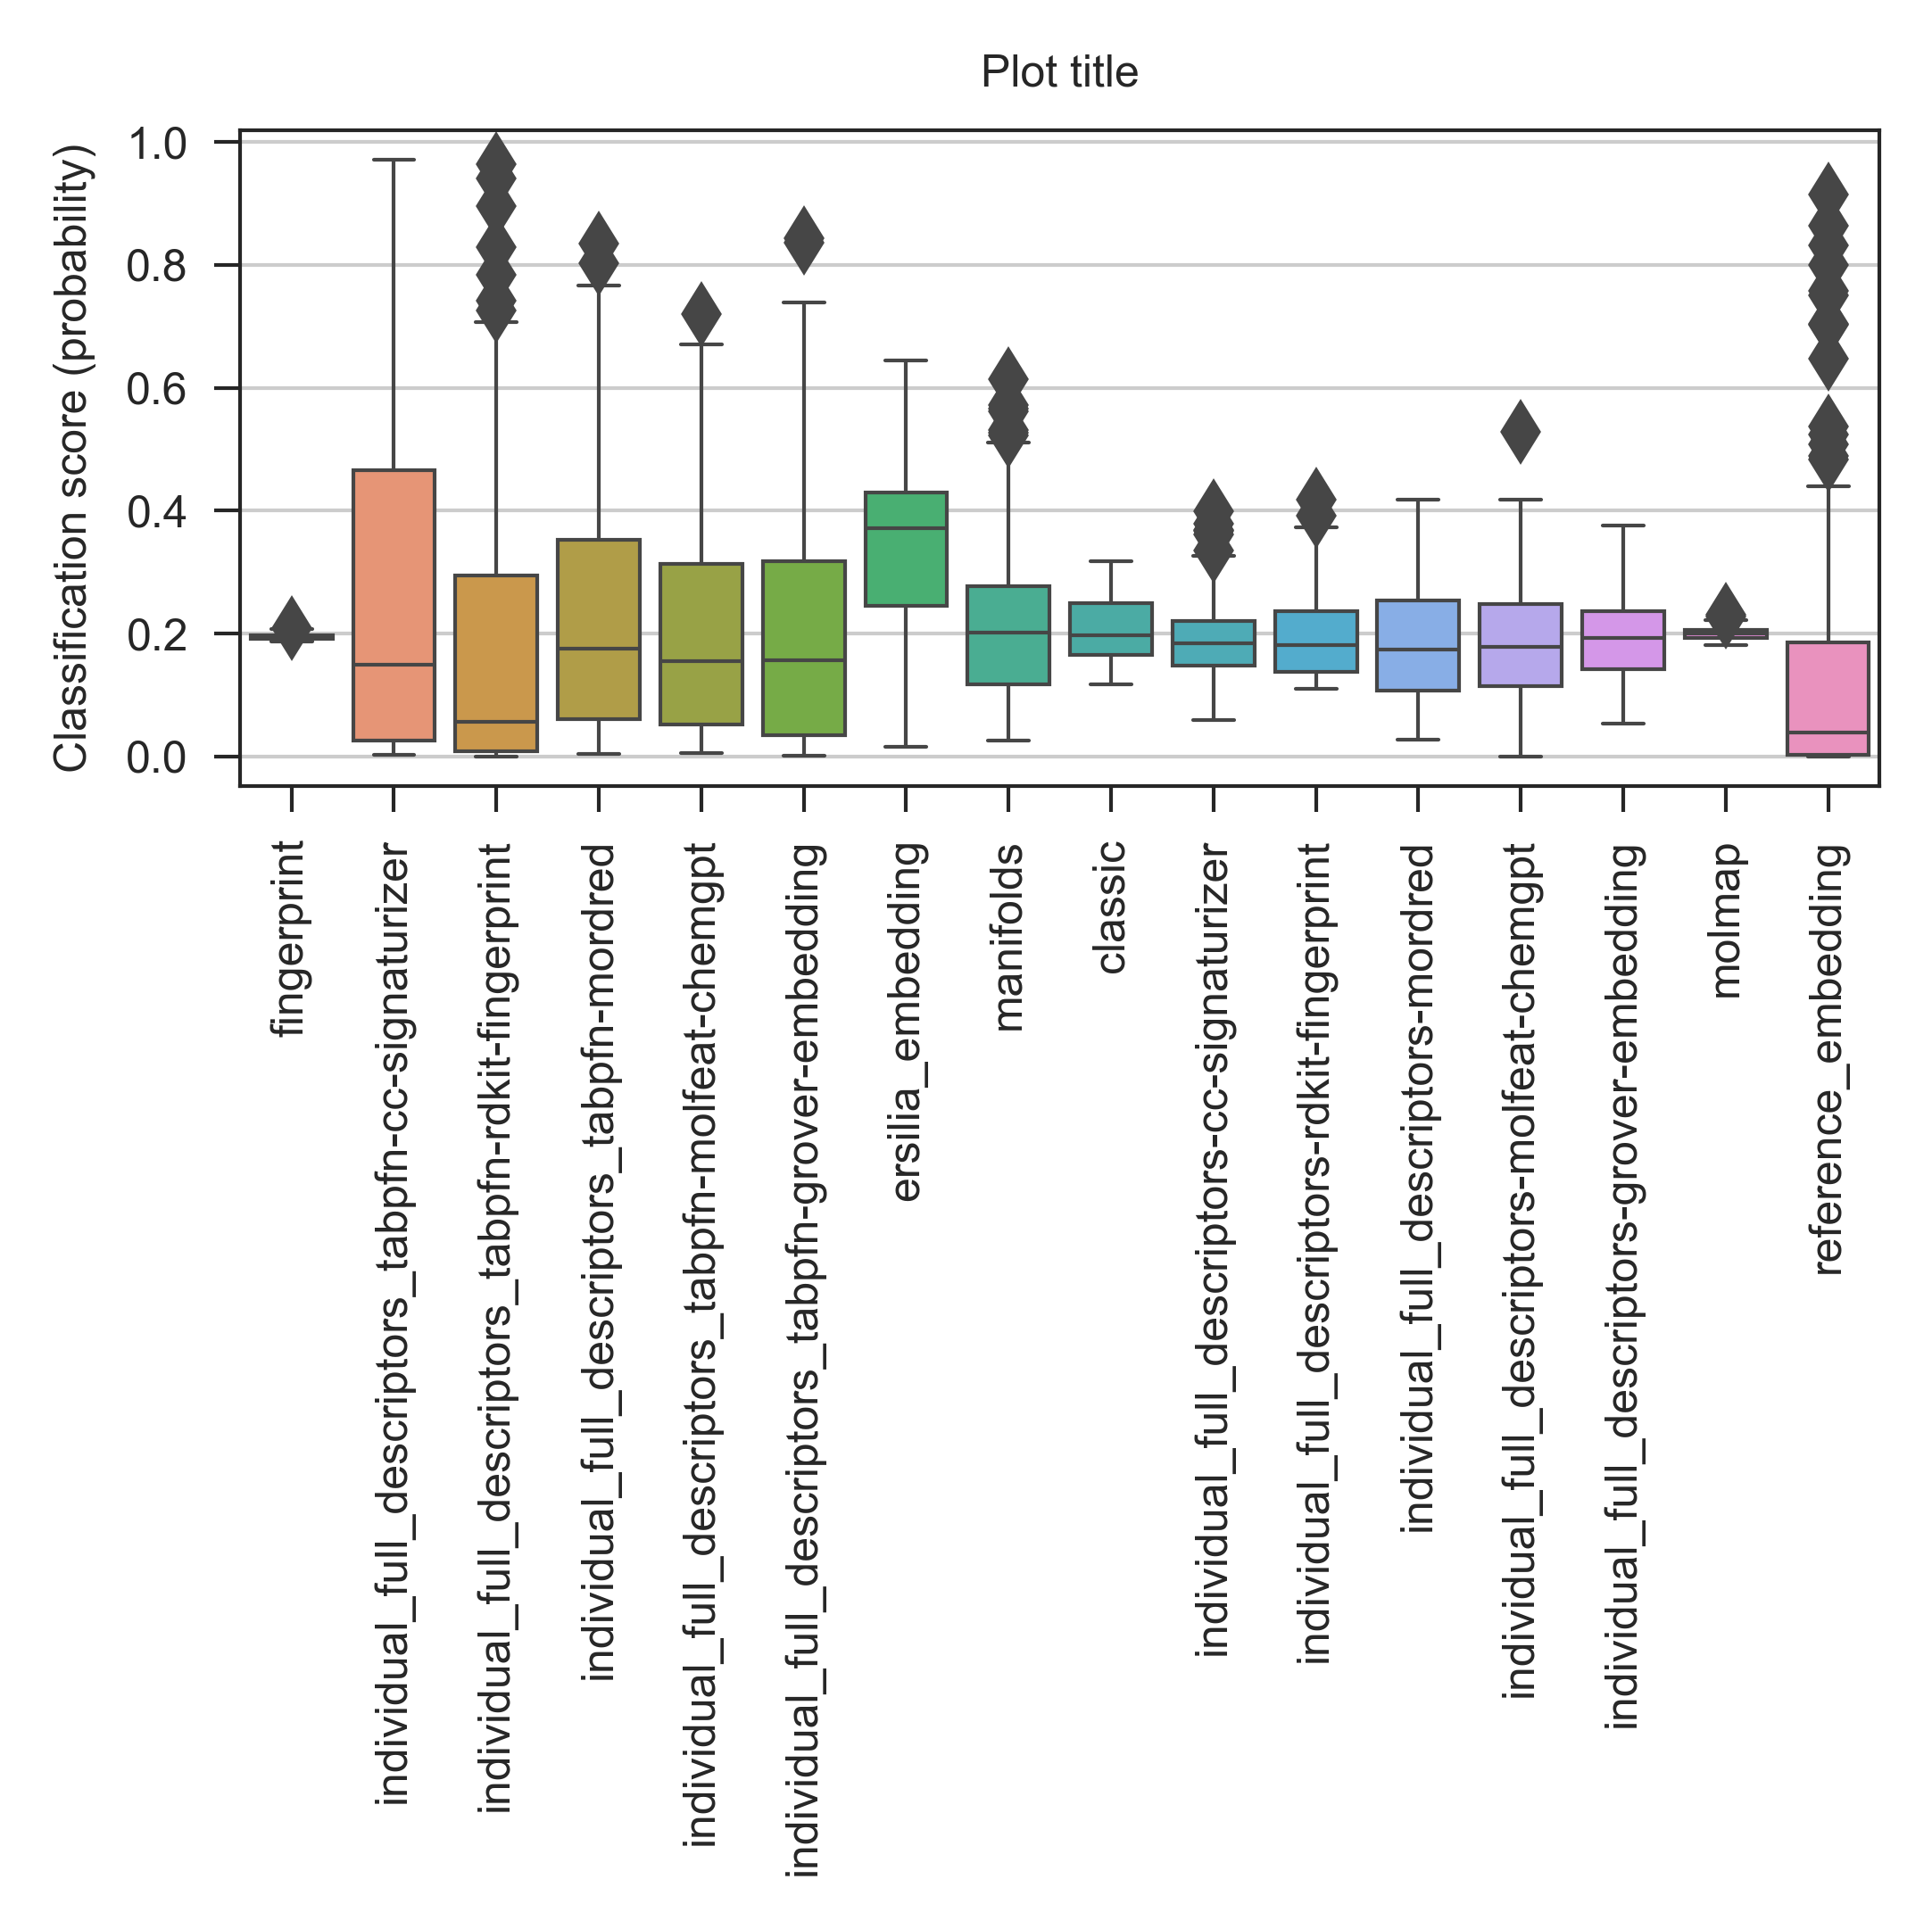 Plot title
Classification score (probability)
1.0
0.8
0.6
0.4
0.2
0.0
fingerprint
individual_full_descriptors_tabpfn-cc-signaturizer
individual_full_descriptors_tabpfn-rdkit-fingerprint
individual_full_descriptors_tabpfn-mordred
individual_full_descriptors_tabpfn-molfeat-chemgpt
individual_full_descriptors_tabpfn-grover-embedding
ersilia_embedding
manifolds
classic
individual_full_descriptors-cc-signaturizer
individual_full_descriptors-rdkit-fingerprint
individual_full_descriptors-mordred
individual_full_descriptors-molfeat-chemgpt
individual_full_descriptors-grover-embedding
molmap
reference_embedding